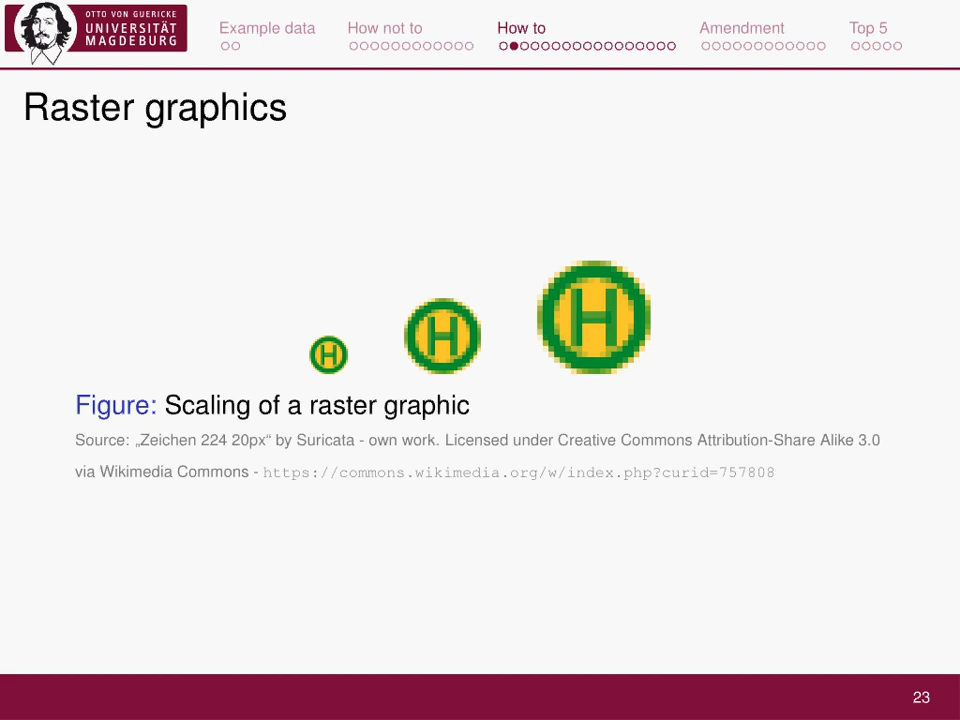 OTTO VON GUERICKE
UNIVERSITÄT
MAGDEBURG
Example data
How not to
How to
Amendment
Top 5
Raster graphics
H
H
H
Figure: Scaling of a raster graphic
Source: „Zeichen 224 20px“ by Suricata - own work. Licensed under Creative Commons Attribution-Share Alike 3.0
via Wikimedia Commons - https://commons.wikimedia.org/w/index.php?curid=757808
23